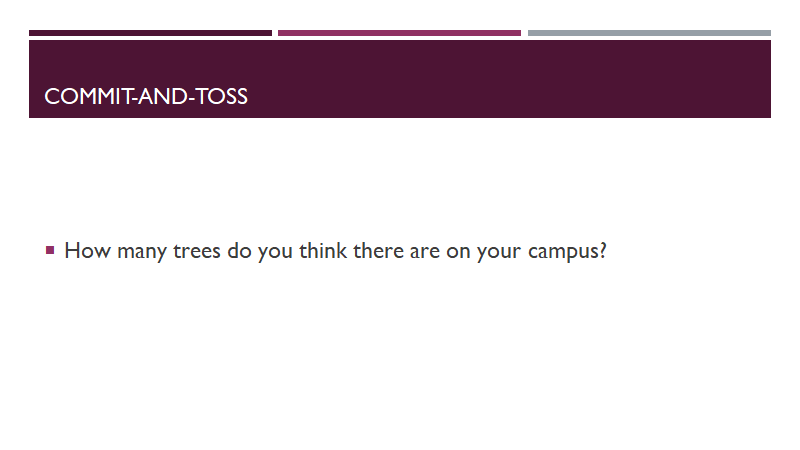 COMMIT-AND-TOSS
How many trees do you think there are on your campus?